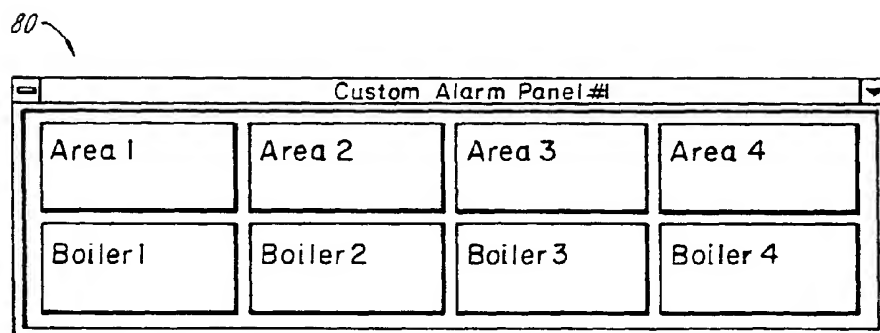 80
Custom Alarm Panel #1
Area 1 Area 2 Area 3 Area 4
Boiler 1 Boiler 2 Boiler 3 Boiler 4